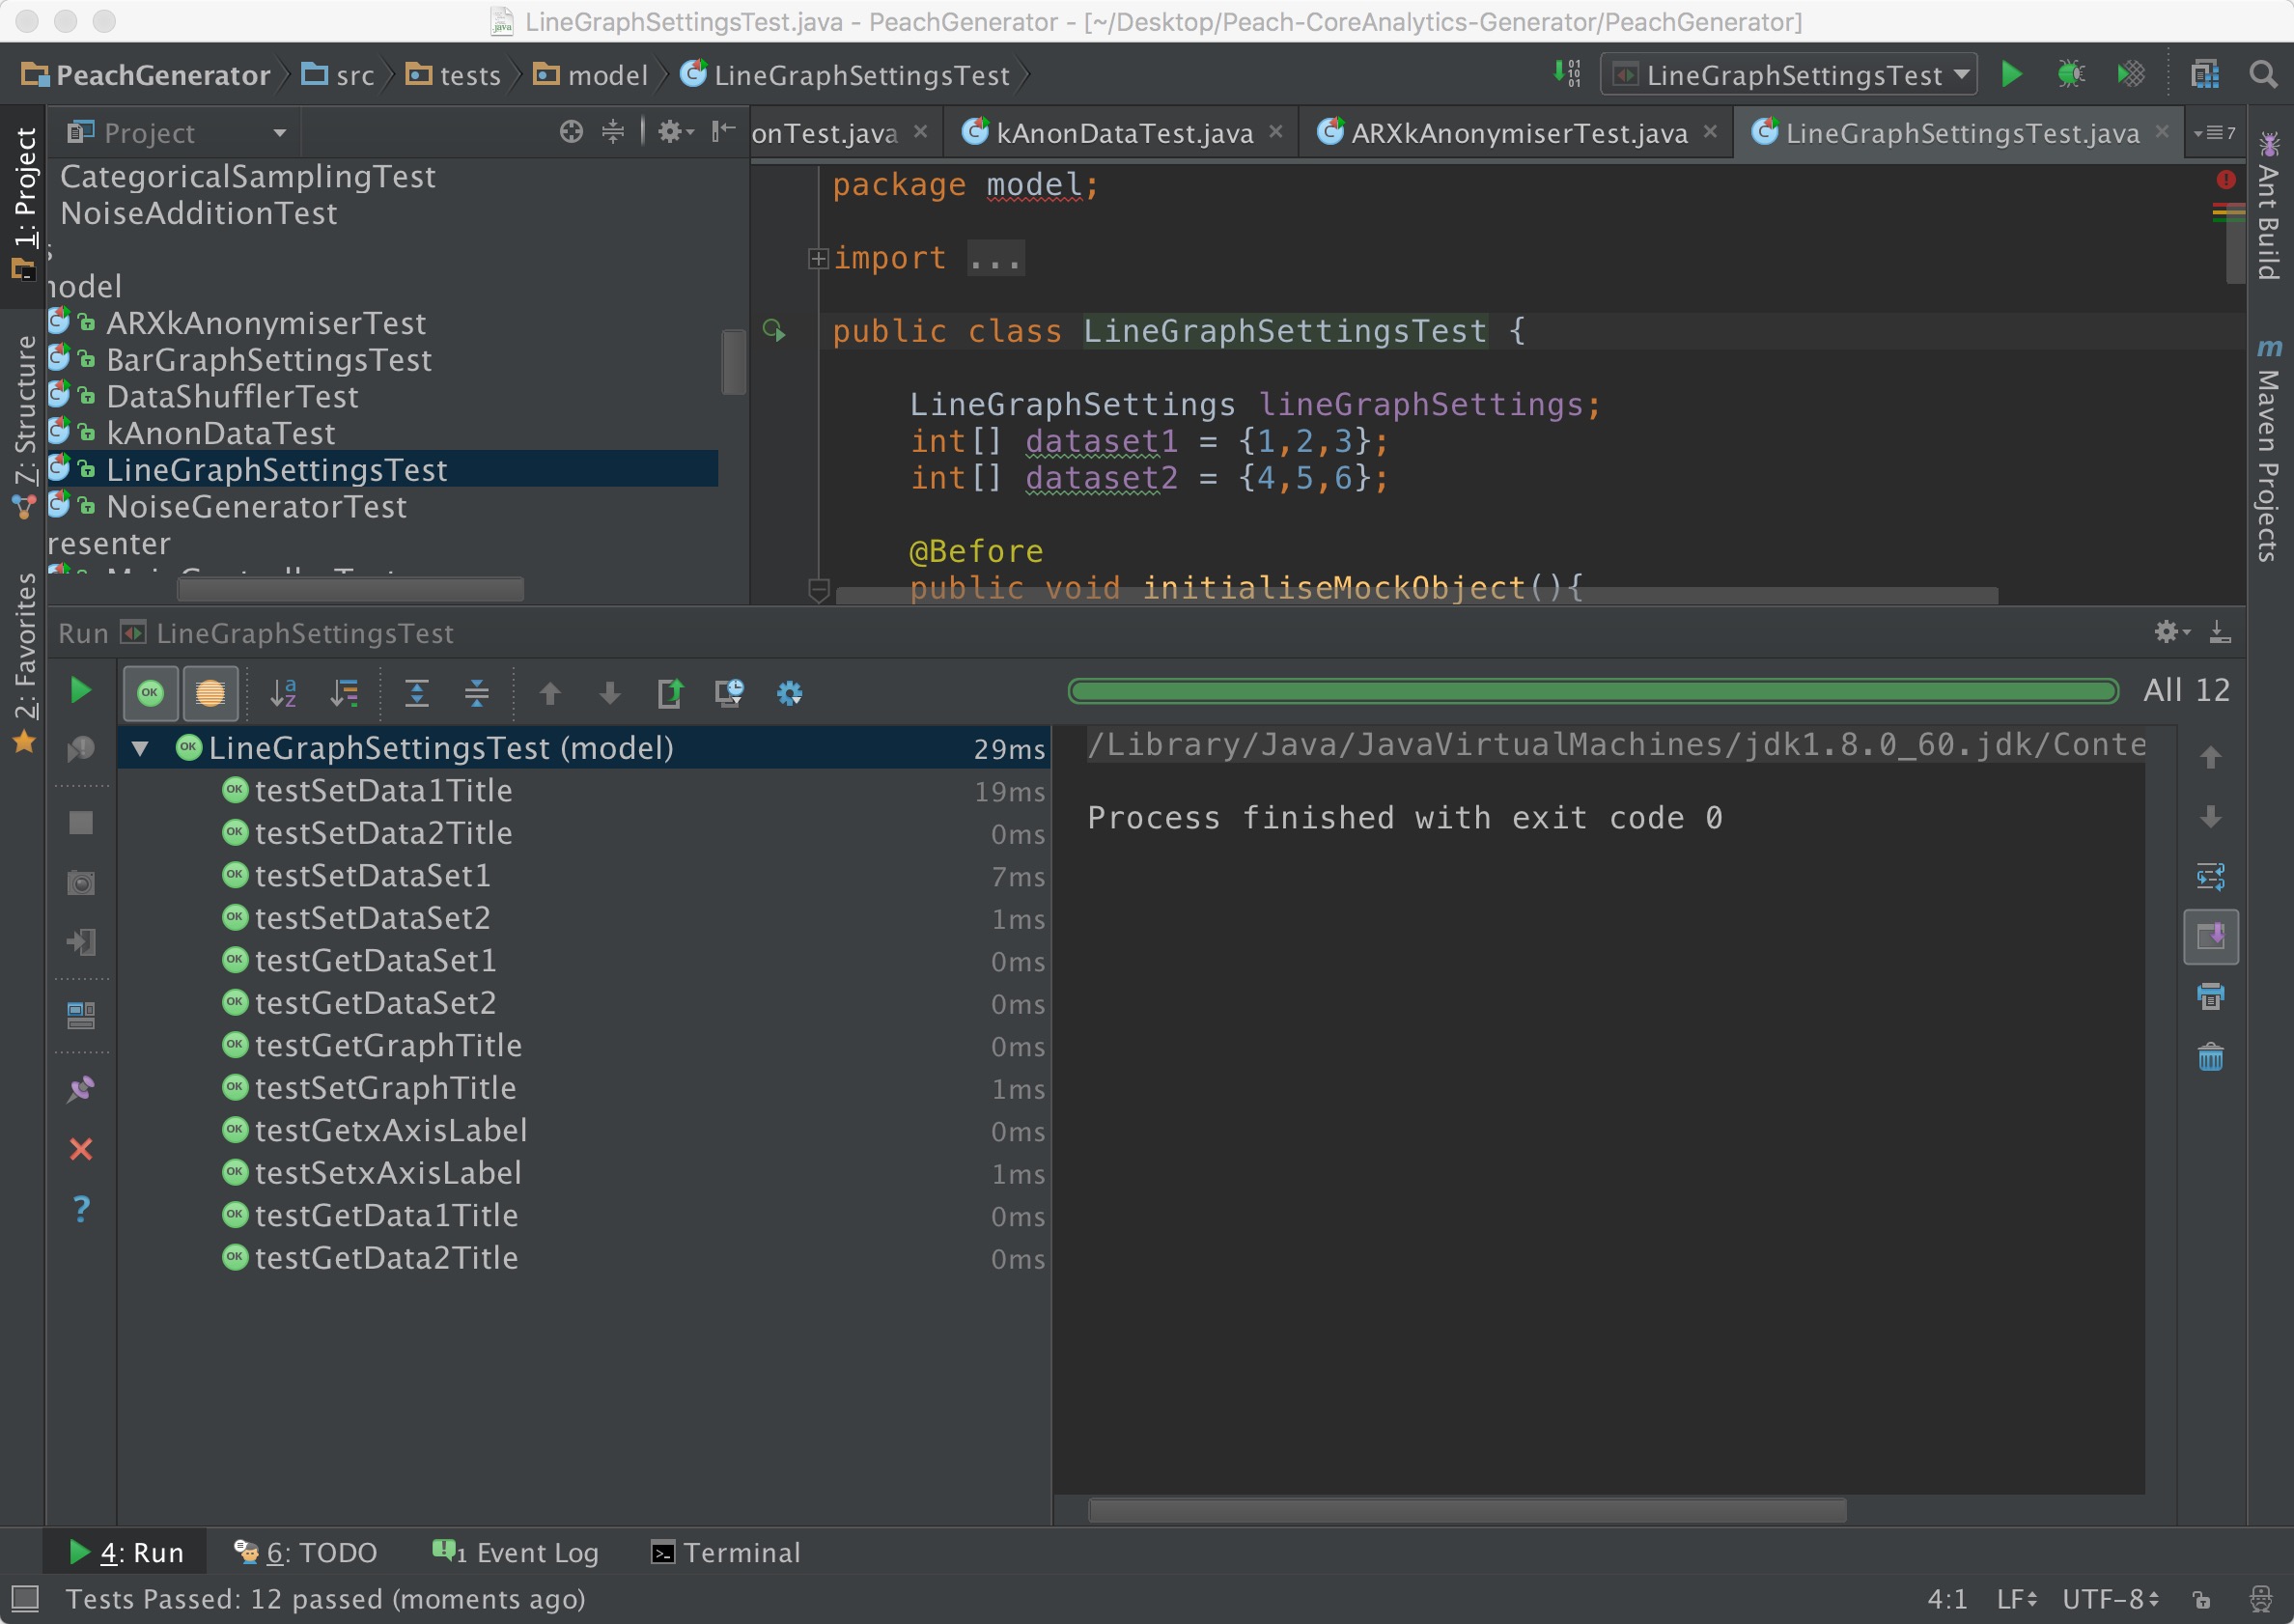 LineGraphSettingsTest.java - PeachGenerator - [~/Desktop/Peach-CoreAnalytics-Generator/PeachGenerator]
PeachGenerator src tests model LineGraphSettingsTest LineGraphSettingsTest
Project
onTest.java kAnonDataTest.java ARXkAnonymiserTest.java LineGraphSettingsTest.java 7
1: Project
7: Structure
2: Favorites
CategoricalSamplingTest
NoiseAdditionTest
s
odel
ARXkAnonymiserTest
BarGraphSettingsTest
DataShufflerTest
kAnonDataTest
LineGraphSettingsTest
NoiseGeneratorTest
resenter
package model;
import ...
public class LineGraphSettingsTest {
LineGraphSettings lineGraphSettings;
int[] dataset1 = {1,2,3};
int[] dataset2 = {4,5,6};
@Before
public void initialiseMockObject(){
Ant Build
Maven Projects
Run LineGraphSettingsTest
All 12
LineGraphSettingsTest (model) 29ms
testSetData1Title 19ms
testSetData2Title 0ms
testSetDataSet1 7ms
testSetDataSet2 1ms
testGetDataSet1 0ms
testGetDataSet2 0ms
testGetGraphTitle 0ms
testSetGraphTitle 1ms
testGetxAxisLabel 0ms
testSetxAxisLabel 1ms
testGetData1Title 0ms
testGetData2Title 0ms
/Library/Java/JavaVirtualMachines/jdk1.8.0_60.jdk/Conte
Process finished with exit code 0
4: Run 6: TODO 1 Event Log Terminal
Tests Passed: 12 passed (moments ago) 4:1 LF UTF-8